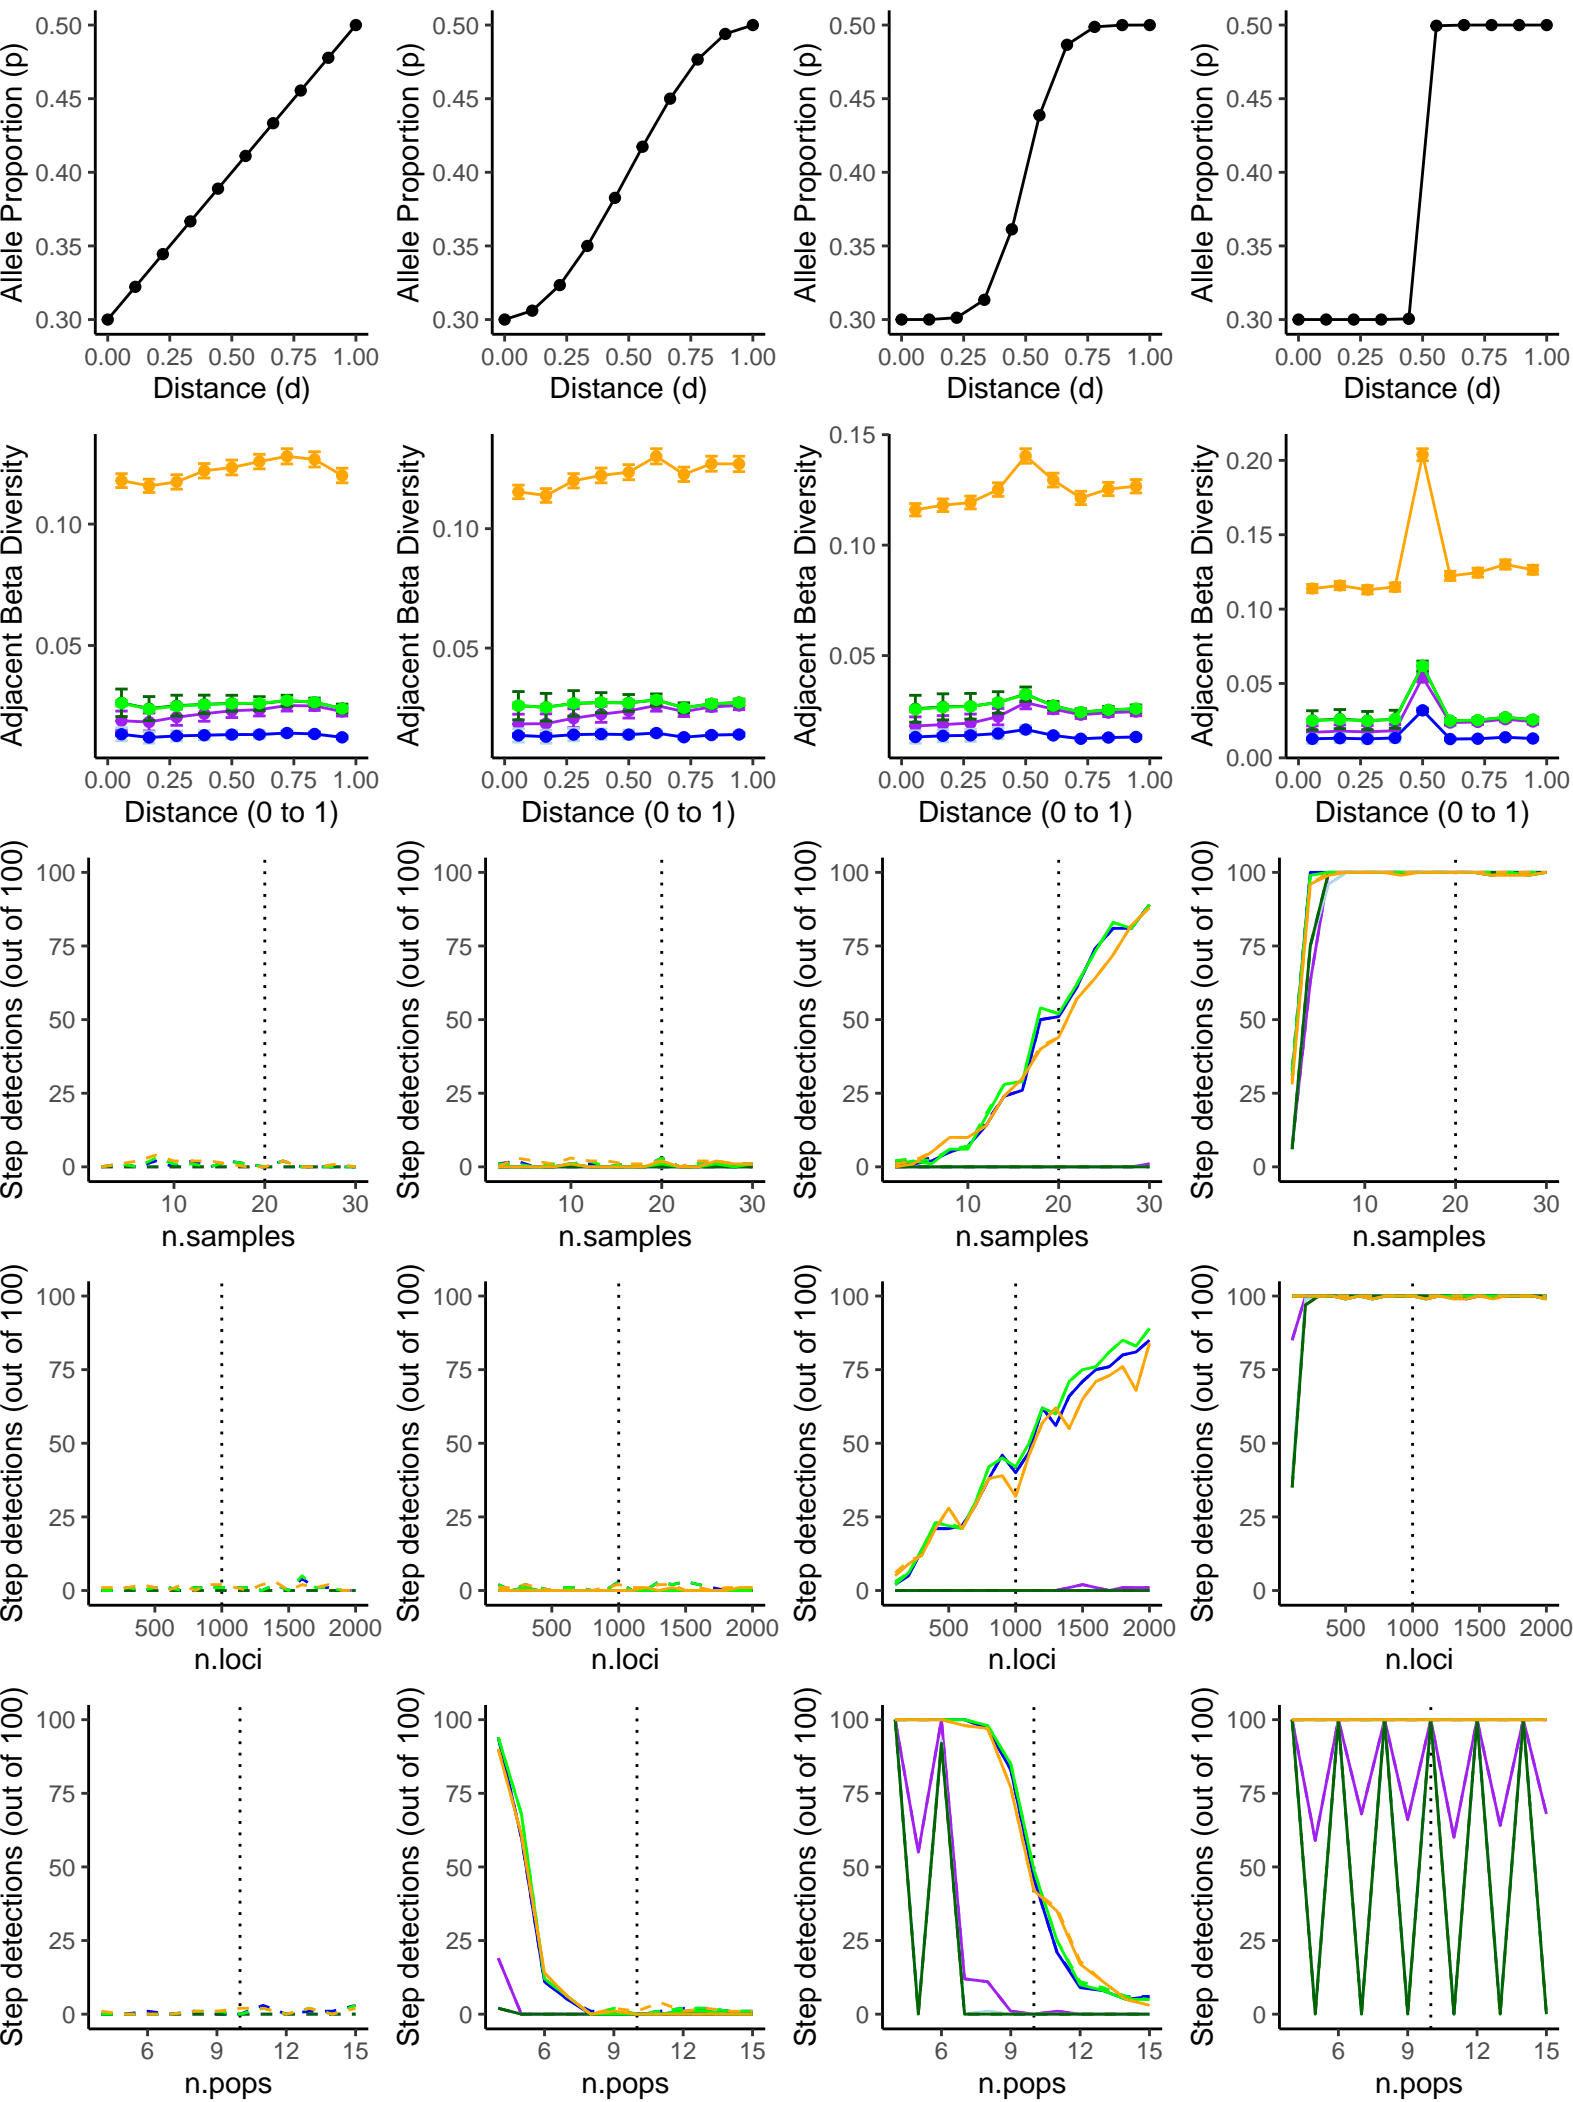 Allele Proportion (p)
0.50
0.45
0.40
0.35
0.30
0.00 0.25 0.50 0.75 1.00
Distance (d)
Allele Proportion (p)
0.50
0.45
0.40
0.35
0.30
0.00 0.25 0.50 0.75 1.00
Distance (d)
Allele Proportion (p)
0.50
0.45
0.40
0.35
0.30
0.00 0.25 0.50 0.75 1.00
Distance (d)
Allele Proportion (p)
0.50
0.45
0.40
0.35
0.30
0.00 0.25 0.50 0.75 1.00
Distance (d)
Adjacent Beta Diversity
0.10
0.05
0.00 0.25 0.50 0.75 1.00
Distance (0 to 1)
Adjacent Beta Diversity
0.10
0.05
0.00 0.25 0.50 0.75 1.00
Distance (0 to 1)
Adjacent Beta Diversity
0.15
0.10
0.05
0.00 0.25 0.50 0.75 1.00
Distance (0 to 1)
Adjacent Beta Diversity
0.20
0.15
0.10
0.05
0.00
0.00 0.25 0.50 0.75 1.00
Distance (0 to 1)
Step detections (out of 100)
100
75
50
25
0
10 20 30
n.samples
Step detections (out of 100)
100
75
50
25
0
10 20 30
n.samples
Step detections (out of 100)
100
75
50
25
0
10 20 30
n.samples
Step detections (out of 100)
100
75
50
25
0
10 20 30
n.samples
Step detections (out of 100)
100
75
50
25
0
500 1000 1500 2000
n.loci
Step detections (out of 100)
100
75
50
25
0
500 1000 1500 2000
n.loci
Step detections (out of 100)
100
75
50
25
0
500 1000 1500 2000
n.loci
Step detections (out of 100)
100
75
50
25
0
500 1000 1500 2000
n.loci
Step detections (out of 100)
100
75
50
25
0
6 9 12 15
n.pops
Step detections (out of 100)
100
75
50
25
0
6 9 12 15
n.pops
Step detections (out of 100)
100
75
50
25
0
6 9 12 15
n.pops
Step detections (out of 100)
100
75
50
25
0
6 9 12 15
n.pops